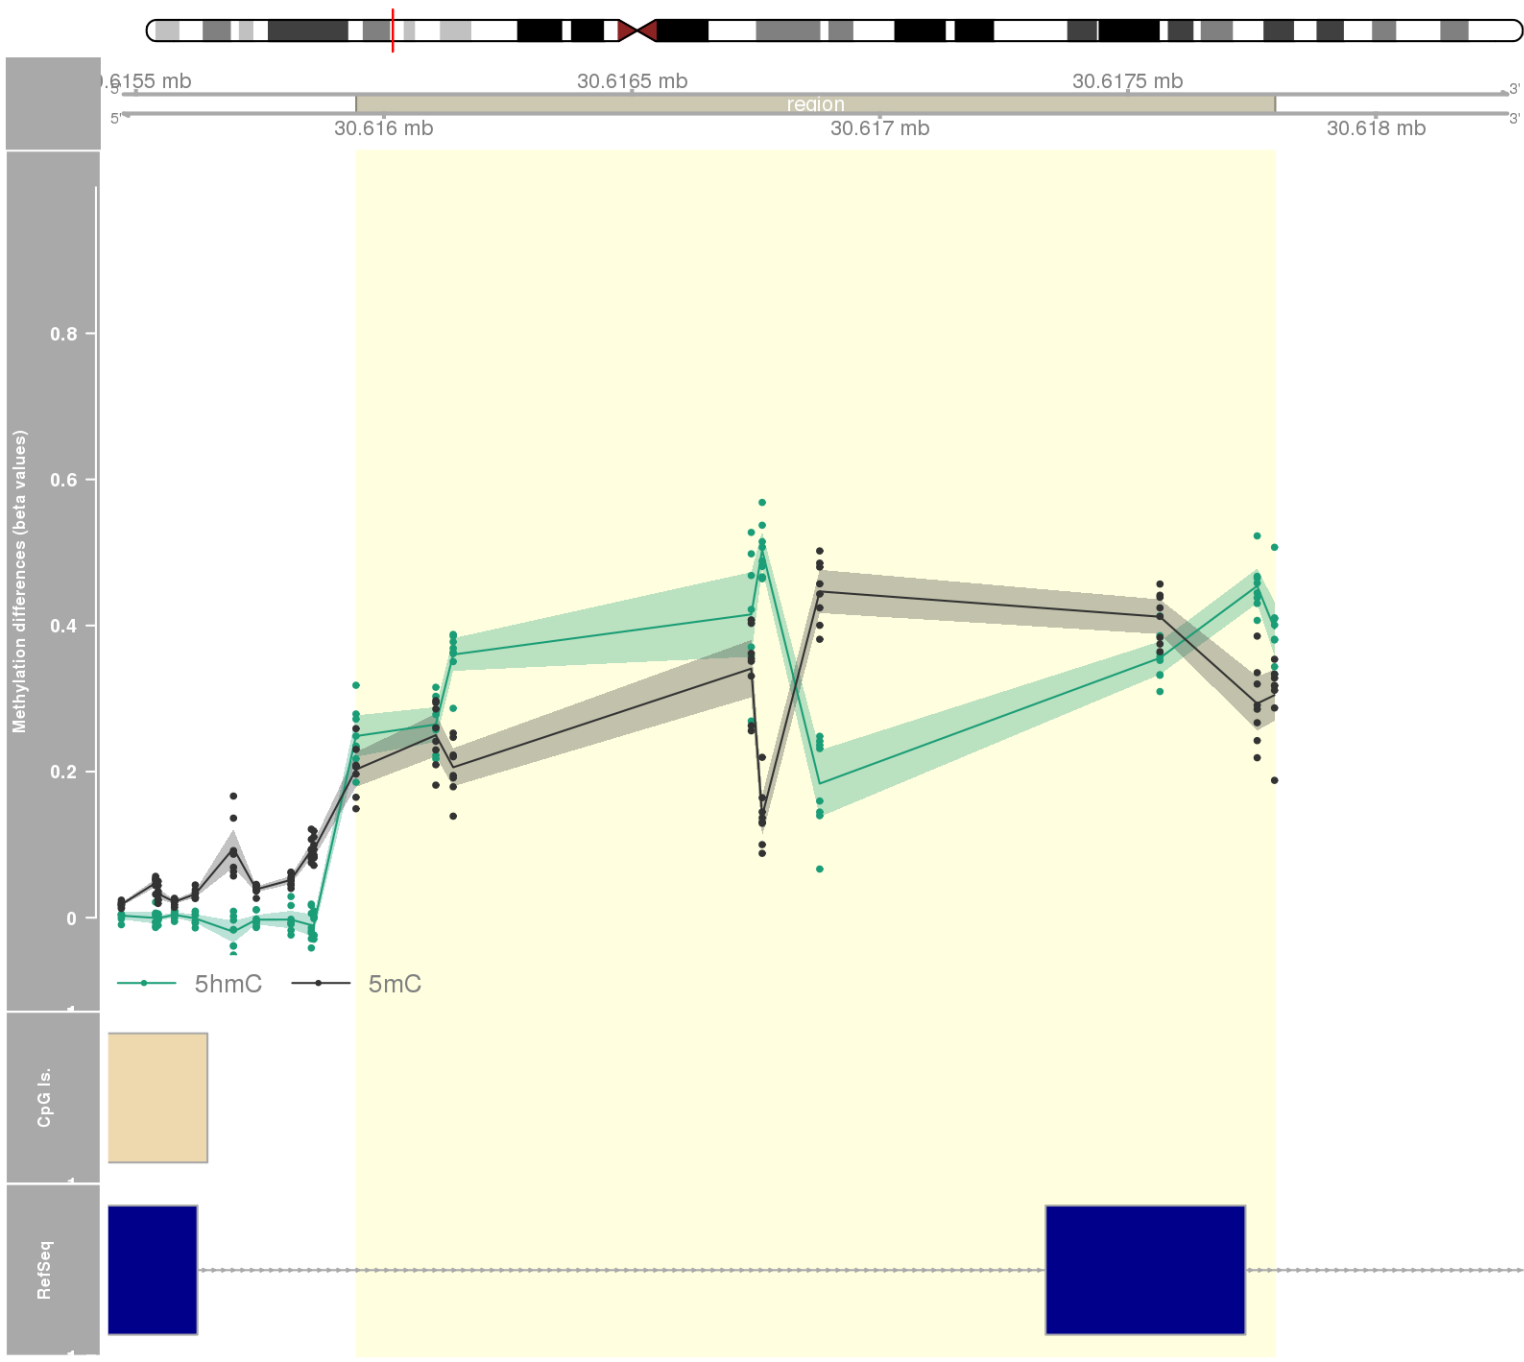 .6155 mb 30.6165 mb 30.6175 mb
5' 3'
region
5' 3'
30.616 mb 30.617 mb 30.618 mb
Methylation differences (beta values)
0.8
0.6
0.4
0.2
0
5hmC 5mC
CpG Is.
RefSeq